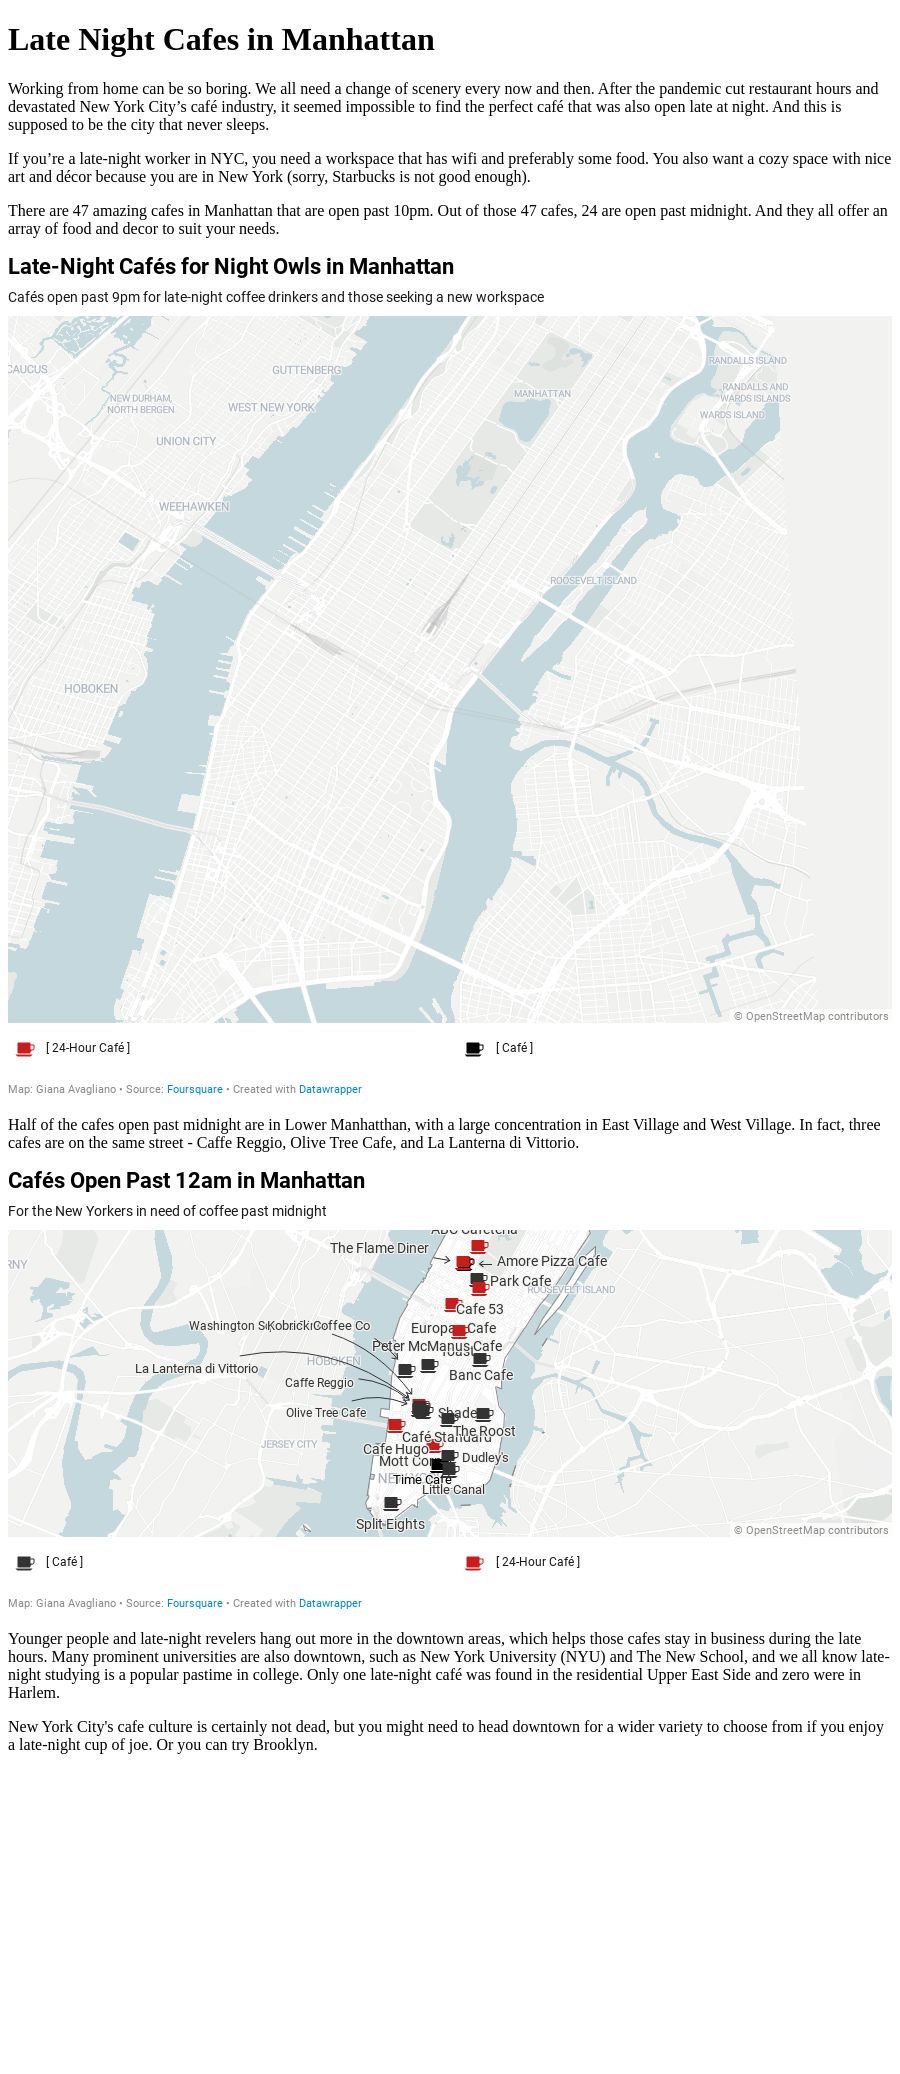 Late Night Cafes in Manhattan
Working from home can be so boring. We all need a change of scenery every now and then. After the pandemic cut restaurant hours and
devastated New York City’s café industry, it seemed impossible to find the perfect café that was also open late at night. And this is
supposed to be the city that never sleeps.
If you’re a late-night worker in NYC, you need a workspace that has wifi and preferably some food. You also want a cozy space with nice
art and décor because you are in New York (sorry, Starbucks is not good enough).
There are 47 amazing cafes in Manhattan that are open past 10pm. Out of those 47 cafes, 24 are open past midnight. And they all offer an
array of food and decor to suit your needs.
Late-Night Cafés for Night Owls in Manhattan
Cafés open past 9pm for late-night coffee drinkers and those seeking a new workspace
CAUCUS
GUTTENBERG
RANDALLS ISLAND
NEW DURHAM,
NORTH BERGEN
WEST NEW YORK
MANHATTAN
RANDALLS AND
WARDS ISLANDS
WARDS ISLAND
UNION CITY
WEEHAWKEN
ROOSEVELT ISLAND
HOBOKEN
© OpenStreetMap contributors
[ 24-Hour Café ]
[ Café ]
Map: Giana Avagliano • Source: Foursquare • Created with Datawrapper
Half of the cafes open past midnight are in Lower Manhatthan, with a large concentration in East Village and West Village. In fact, three
cafes are on the same street - Caffe Reggio, Olive Tree Cafe, and La Lanterna di Vittorio.
Cafés Open Past 12am in Manhattan
For the New Yorkers in need of coffee past midnight
ABC Cafeteria
The Flame Diner
Amore Pizza Cafe
RNY
Park Cafe
ROOSEVELT ISLAND
Cafe 53
Washington
Coffee Co
Europa Cafe
Peter McManus Cafe
HOBOKEN
La Lanterna di Vittorio
Banc Cafe
Caffe Reggio
Olive Tree Cafe
Shade
The Roost
Café Standard
JERSEY CITY
Cafe Hugo
Dudley's
Mott
Time Cafe
Little Canal
Split Eights
© OpenStreetMap contributors
[ Café ]
[ 24-Hour Café ]
Map: Giana Avagliano • Source: Foursquare • Created with Datawrapper
Younger people and late-night revelers hang out more in the downtown areas, which helps those cafes stay in business during the late
hours. Many prominent universities are also downtown, such as New York University (NYU) and The New School, and we all know late-
night studying is a popular pastime in college. Only one late-night café was found in the residential Upper East Side and zero were in
Harlem.
New York City's cafe culture is certainly not dead, but you might need to head downtown for a wider variety to choose from if you enjoy
a late-night cup of joe. Or you can try Brooklyn.